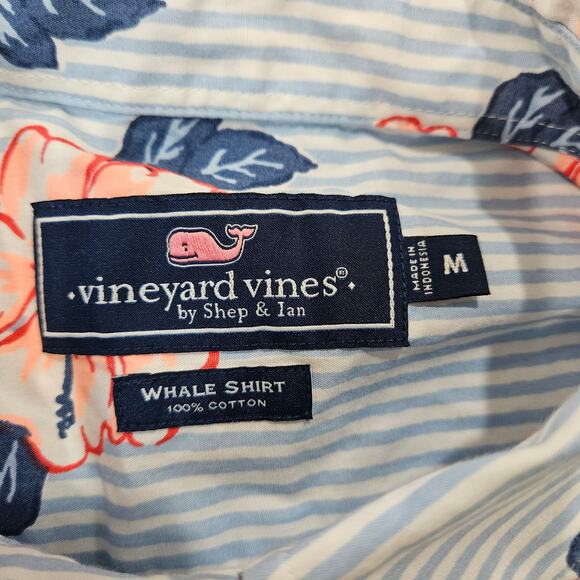 ·vineyard vines®·
by Shep & Ian
MADE IN
INDONESIA
M
WHALE SHIRT
100% COTTON